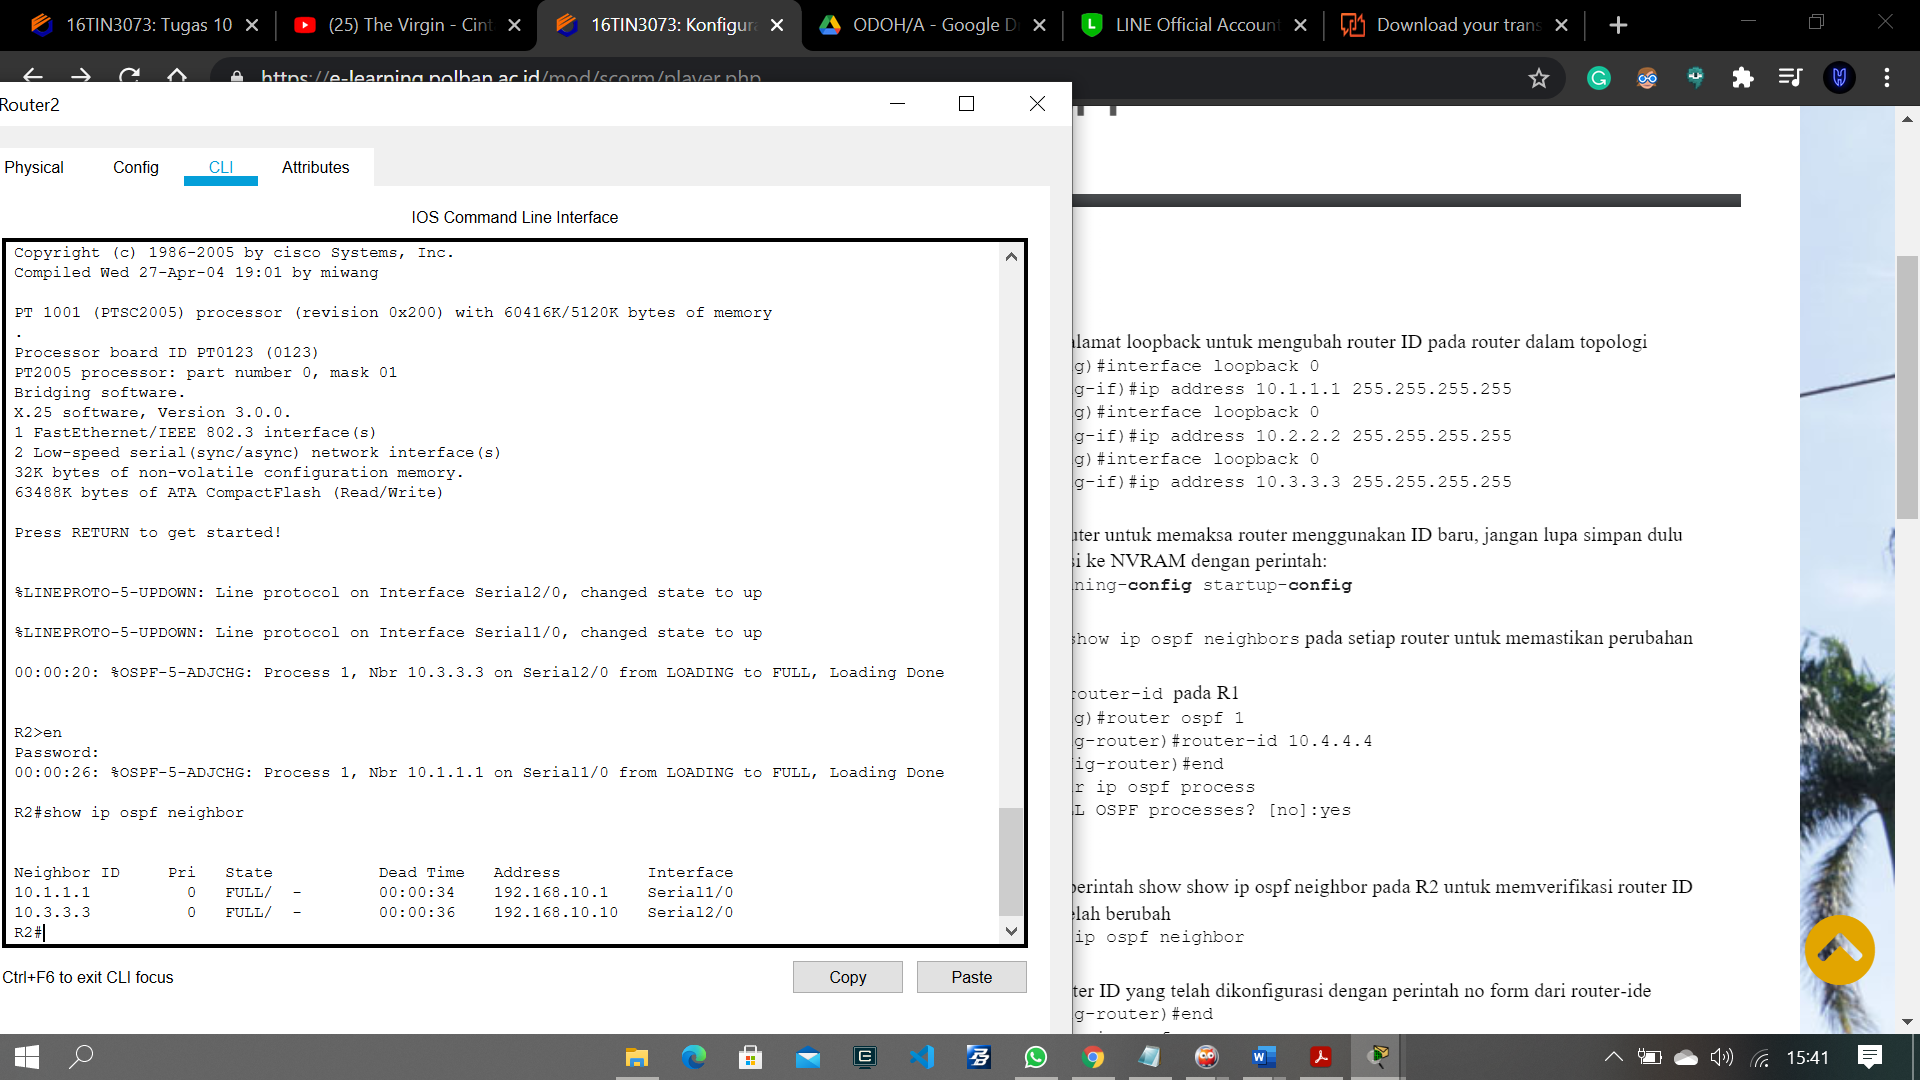 16TIN3073: Tugas 10
(25) The Virgin - Cint
16TIN3073: Konfigura
ODOH/A - Google D
LINE Official Account
Download your trans
https://e-learning.polban.ac.id/mod/scorm/player.php
Router2
Physical
Config
CLI
Attributes
IOS Command Line Interface
Copyright (c) 1986-2005 by cisco Systems, Inc.
Compiled Wed 27-Apr-04 19:01 by miwang
PT 1001 (PTSC2005) processor (revision 0x200) with 60416K/5120K bytes of memory
.
Processor board ID PT0123 (0123)
PT2005 processor: part number 0, mask 01
Bridging software.
X.25 software, Version 3.0.0.
1 FastEthernet/IEEE 802.3 interface(s)
2 Low-speed serial(sync/async) network interface(s)
32K bytes of non-volatile configuration memory.
63488K bytes of ATA CompactFlash (Read/Write)
Press RETURN to get started!
%LINEPROTO-5-UPDOWN: Line protocol on Interface Serial2/0, changed state to up
%LINEPROTO-5-UPDOWN: Line protocol on Interface Serial1/0, changed state to up
00:00:20: %OSPF-5-ADJCHG: Process 1, Nbr 10.3.3.3 on Serial2/0 from LOADING to FULL, Loading Done
R2>en
Password:
00:00:26: %OSPF-5-ADJCHG: Process 1, Nbr 10.1.1.1 on Serial1/0 from LOADING to FULL, Loading Done
R2#show ip ospf neighbor
Neighbor ID Pri State Dead Time Address Interface
10.1.1.1 0 FULL/ - 00:00:34 192.168.10.1 Serial1/0
10.3.3.3 0 FULL/ - 00:00:36 192.168.10.10 Serial2/0
R2#
Ctrl+F6 to exit CLI focus
Copy
Paste
alamat loopback untuk mengubah router ID pada router dalam topologi
g)#interface loopback 0
g-if)#ip address 10.1.1.1 255.255.255.255
g)#interface loopback 0
g-if)#ip address 10.2.2.2 255.255.255.255
g)#interface loopback 0
g-if)#ip address 10.3.3.3 255.255.255.255
uter untuk memaksa router menggunakan ID baru, jangan lupa simpan dulu
si ke NVRAM dengan perintah:
ning-config startup-config
show ip ospf neighbors pada setiap router untuk memastikan perubahan
router-id pada R1
g)#router ospf 1
g-router)#router-id 10.4.4.4
fig-router)#end
r ip ospf process
L OSPF processes? [no]:yes
perintah show show ip ospf neighbor pada R2 untuk memverifikasi router ID
elah berubah
ip ospf neighbor
ter ID yang telah dikonfigurasi dengan perintah no form dari router-ide
g-router)#end
15:41